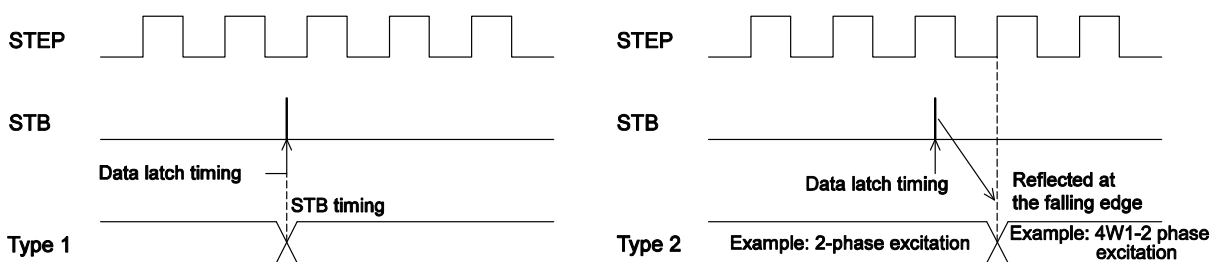 STEP
STB
Data latch timing
STB timing
Type 1
STEP
STB
Data latch timing
Reflected at
the falling edge
Type 2
Example: 2-phase excitation
Example: 4W1-2 phase
excitation